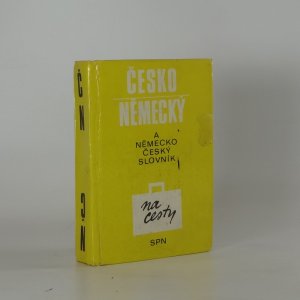 ČESKO
NĚMECKÝ
A
NĚMECKO
ČESKÝ
SLOVNÍK
na
cesty
SPN
Č
N
N
Č